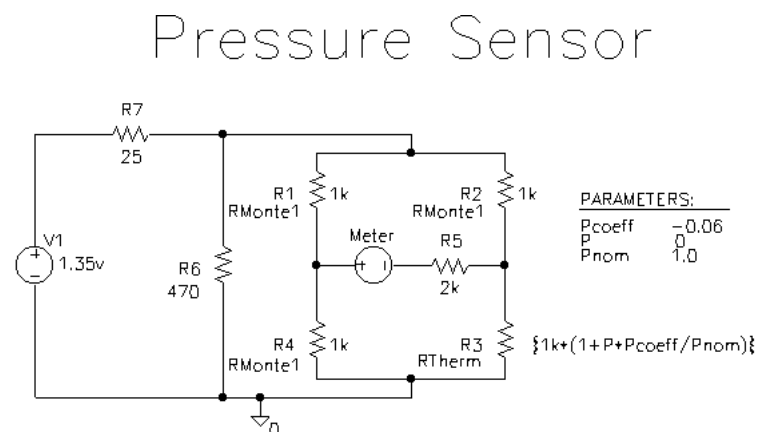 Pressure Sensor
R7
25
R1
1k
RMonte1
R2
1k
RMonte1
PARAMETERS:
Pcoeff -0.06
P 0
Pnom 1.0
V1
+
1.35v
-
R6
470
Meter
+ -
R5
2k
R4
1k
RMonte1
R3
RTherm
{1k*(1+P*Pcoeff/Pnom)}
0